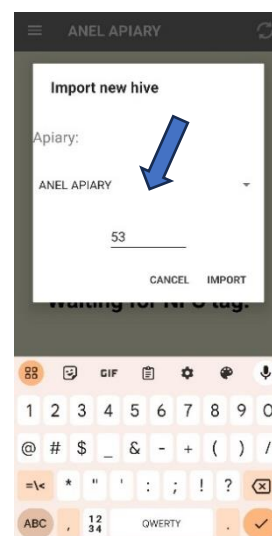 ANEL APIARY
Import new hive
Apiary:
ANEL APIARY
53
CANCEL IMPORT
Waiting for NFC tag.
GIF
1 2 3 4 5 6 7 8 9 0
@ # $ _ & - + ( ) /
=\< * " ' : ; ! ?
ABC , 12 34 QWERTY .